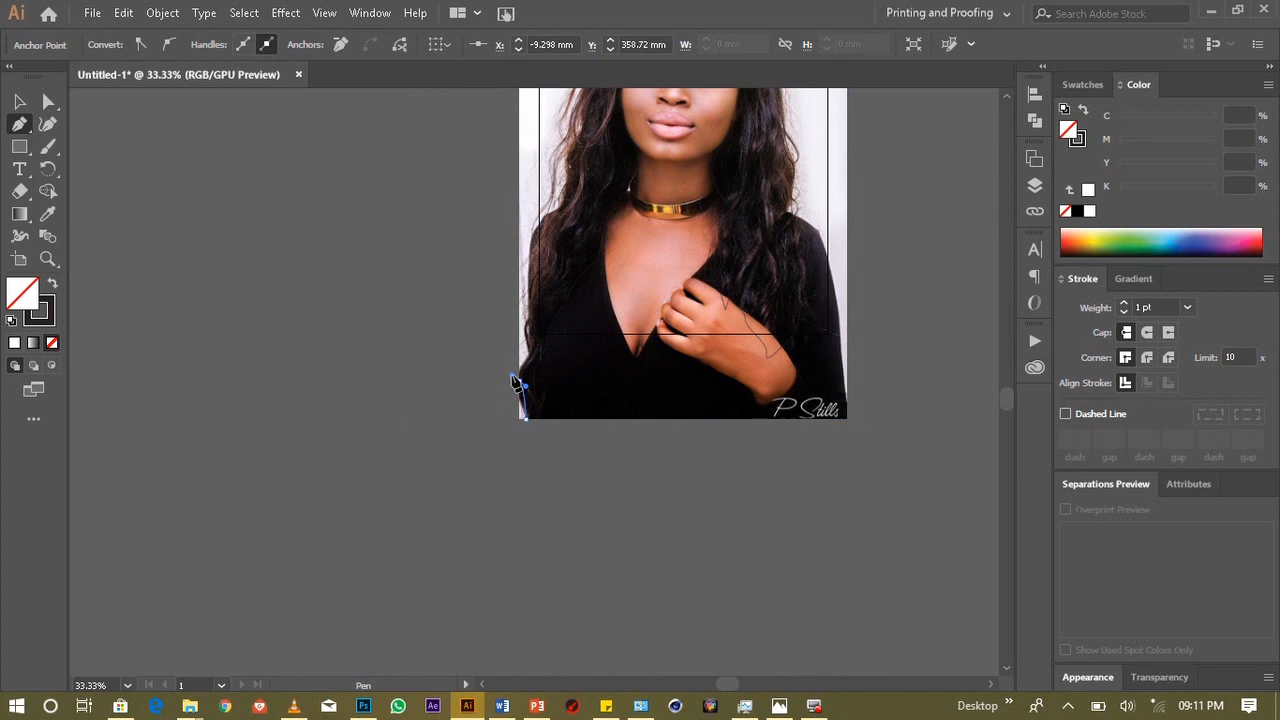 Ai File Edit Object Type Select Effect View Window Help Printing and Proofing Search Adobe Stock
Anchor Point Convert: Handles: Anchors: X: -9.298 mm Y: 358.72 mm W: 0 mm H: 0 mm
Untitled-1* @ 33.33% (RGB/GPU Preview)
Swatches Color
C %
M %
Y %
K %
Stroke Gradient
Weight: 1 pt
Cap:
Corner: Limit: 10 x
Align Stroke:
Dashed Line
dash gap dash gap dash gap
P Stills
Separations Preview Attributes
Overprint Preview
Show Used Spot Colors Only
Appearance Transparency
33.33% 1 Pen
Desktop 09:11 PM